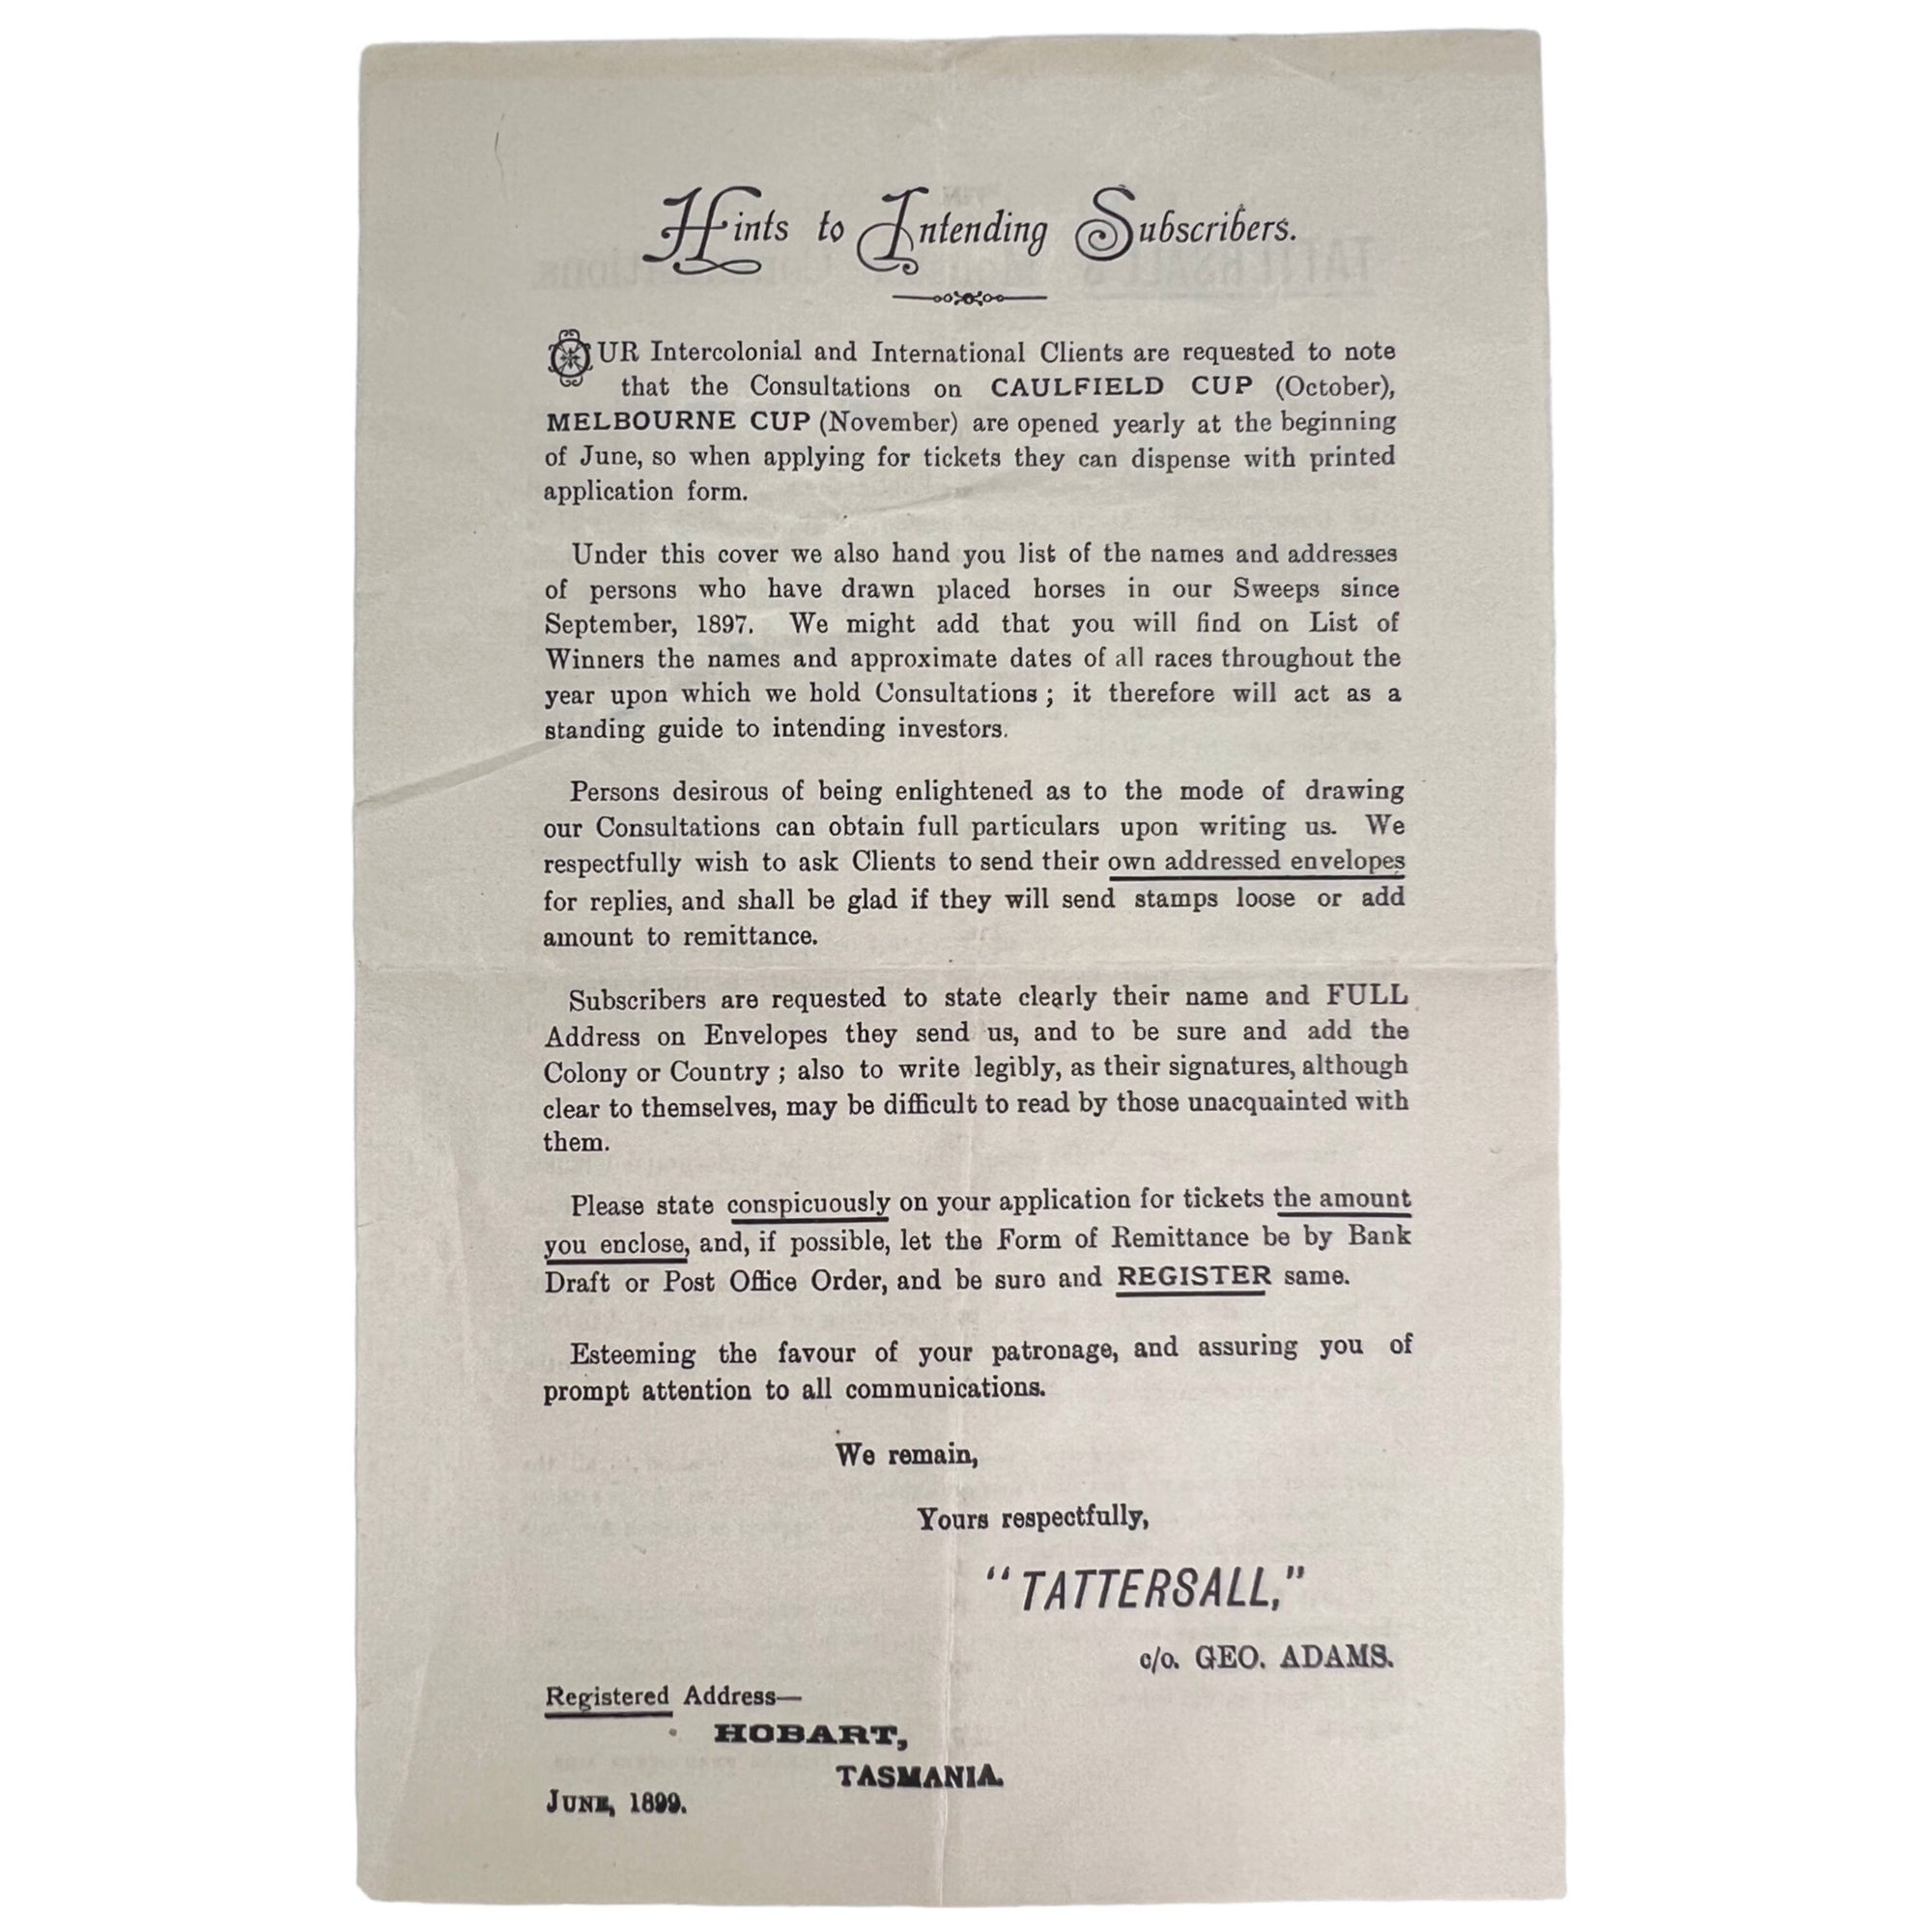 Hints to Intending Subscribers.
OUR Intercolonial and International Clients are requested to note
that the Consultations on CAULFIELD CUP (October),
MELBOURNE CUP (November) are opened yearly at the beginning
of June, so when applying for tickets they can dispense with printed
application form.
Under this cover we also hand you list of the names and addresses
of persons who have drawn placed horses in our Sweeps since
September, 1897. We might add that you will find on List of
Winners the names and approximate dates of all races throughout the
year upon which we hold Consultations ; it therefore will act as a
standing guide to intending investors.
Persons desirous of being enlightened as to the mode of drawing
our Consultations can obtain full particulars upon writing us. We
respectfully wish to ask Clients to send their own addressed envelopes
for replies, and shall be glad if they will send stamps loose or add
amount to remittance.
Subscribers are requested to state clearly their name and FULL
Address on Envelopes they send us, and to be sure and add the
Colony or Country ; also to write legibly, as their signatures, although
clear to themselves, may be difficult to read by those unacquainted with
them.
Please state conspicuously on your application for tickets the amount
you enclose, and, if possible, let the Form of Remittance be by Bank
Draft or Post Office Order, and be sure and REGISTER same.
Esteeming the favour of your patronage, and assuring you of
prompt attention to all communications.
We remain,
Yours respectfully,
"TATTERSALL,"
c/o. GEO. ADAMS.
Registered Address—
HOBART,
TASMANIA.
JUNE, 1899.